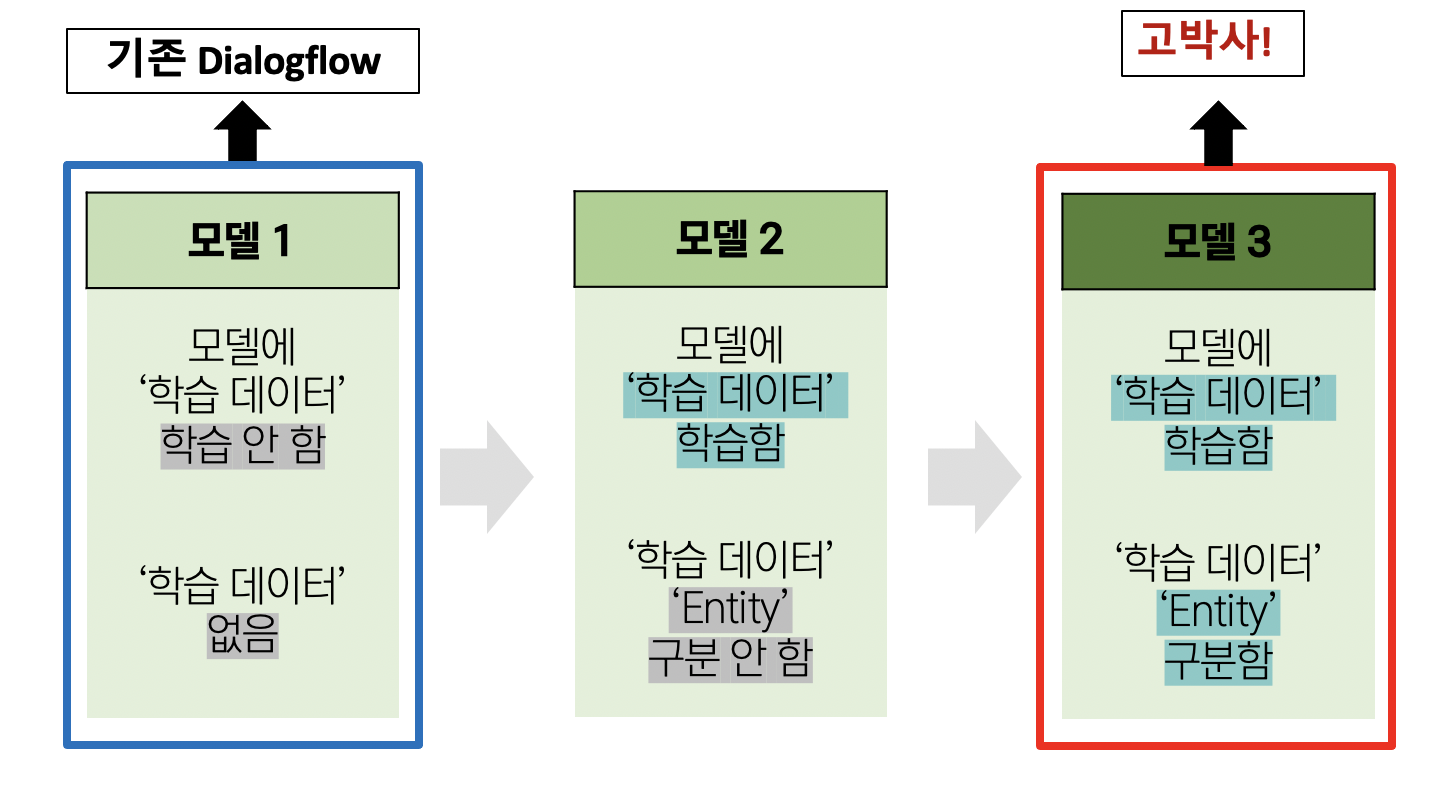 기존 Dialogflow
고박사!
모델 1
모델에
‘학습 데이터’
학습 안 함
‘학습 데이터’
없음
모델 2
모델에
‘학습 데이터’
학습함
‘학습 데이터’
‘Entity’
구분 안 함
모델 3
모델에
‘학습 데이터’
학습함
‘학습 데이터’
‘Entity’
구분함